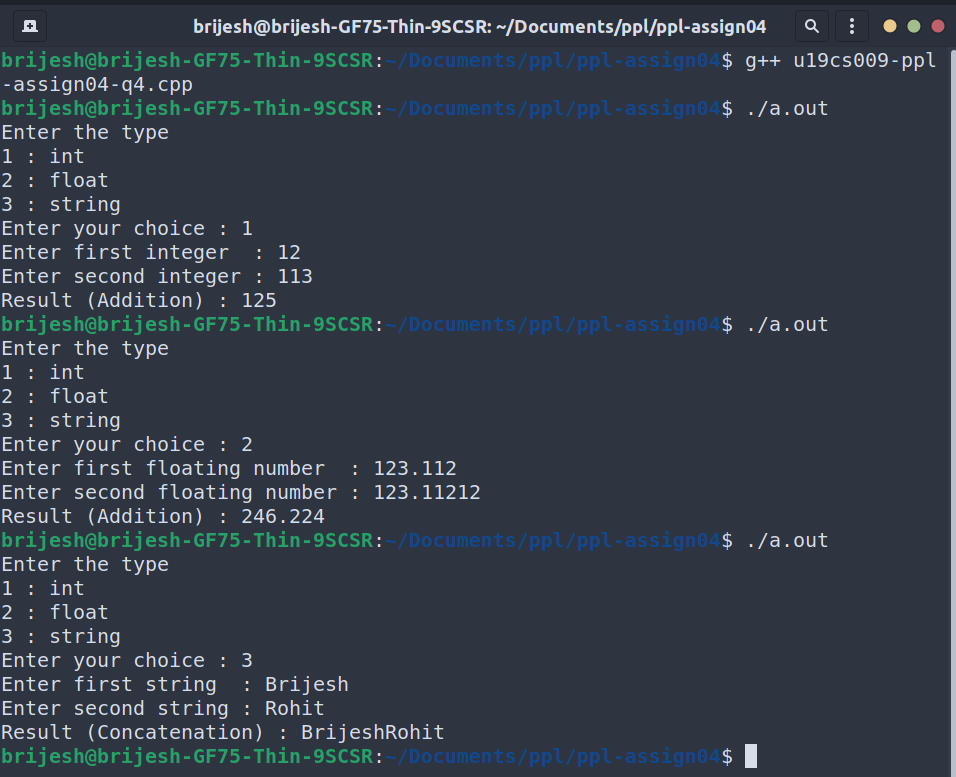 brijesh@brijesh-GF75-Thin-9SCSR: ~/Documents/ppl/ppl-assign04
brijesh@brijesh-GF75-Thin-9SCSR:~/Documents/ppl/ppl-assign04$ g++ u19cs009-ppl
-assign04-q4.cpp
brijesh@brijesh-GF75-Thin-9SCSR:~/Documents/ppl/ppl-assign04$ ./a.out
Enter the type
1 : int
2 : float
3 : string
Enter your choice : 1
Enter first integer  : 12
Enter second integer : 113
Result (Addition) : 125
brijesh@brijesh-GF75-Thin-9SCSR:~/Documents/ppl/ppl-assign04$ ./a.out
Enter the type
1 : int
2 : float
3 : string
Enter your choice : 2
Enter first floating number  : 123.112
Enter second floating number : 123.11212
Result (Addition) : 246.224
brijesh@brijesh-GF75-Thin-9SCSR:~/Documents/ppl/ppl-assign04$ ./a.out
Enter the type
1 : int
2 : float
3 : string
Enter your choice : 3
Enter first string  : Brijesh
Enter second string : Rohit
Result (Concatenation) : BrijeshRohit
brijesh@brijesh-GF75-Thin-9SCSR:~/Documents/ppl/ppl-assign04$